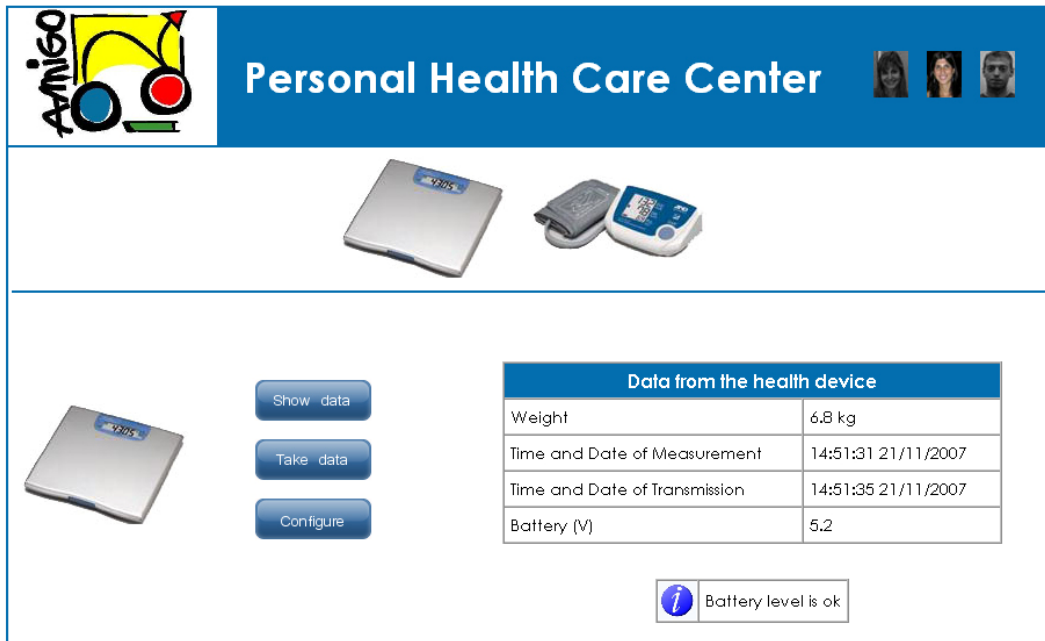 AMiGO
Personal Health Care Center
4305
4305
Show data
Take data
Configure
Data from the health device
Weight 6.8 kg
Time and Date of Measurement 14:51:31 21/11/2007
Time and Date of Transmission 14:51:35 21/11/2007
Battery (V) 5.2
i Battery level is ok